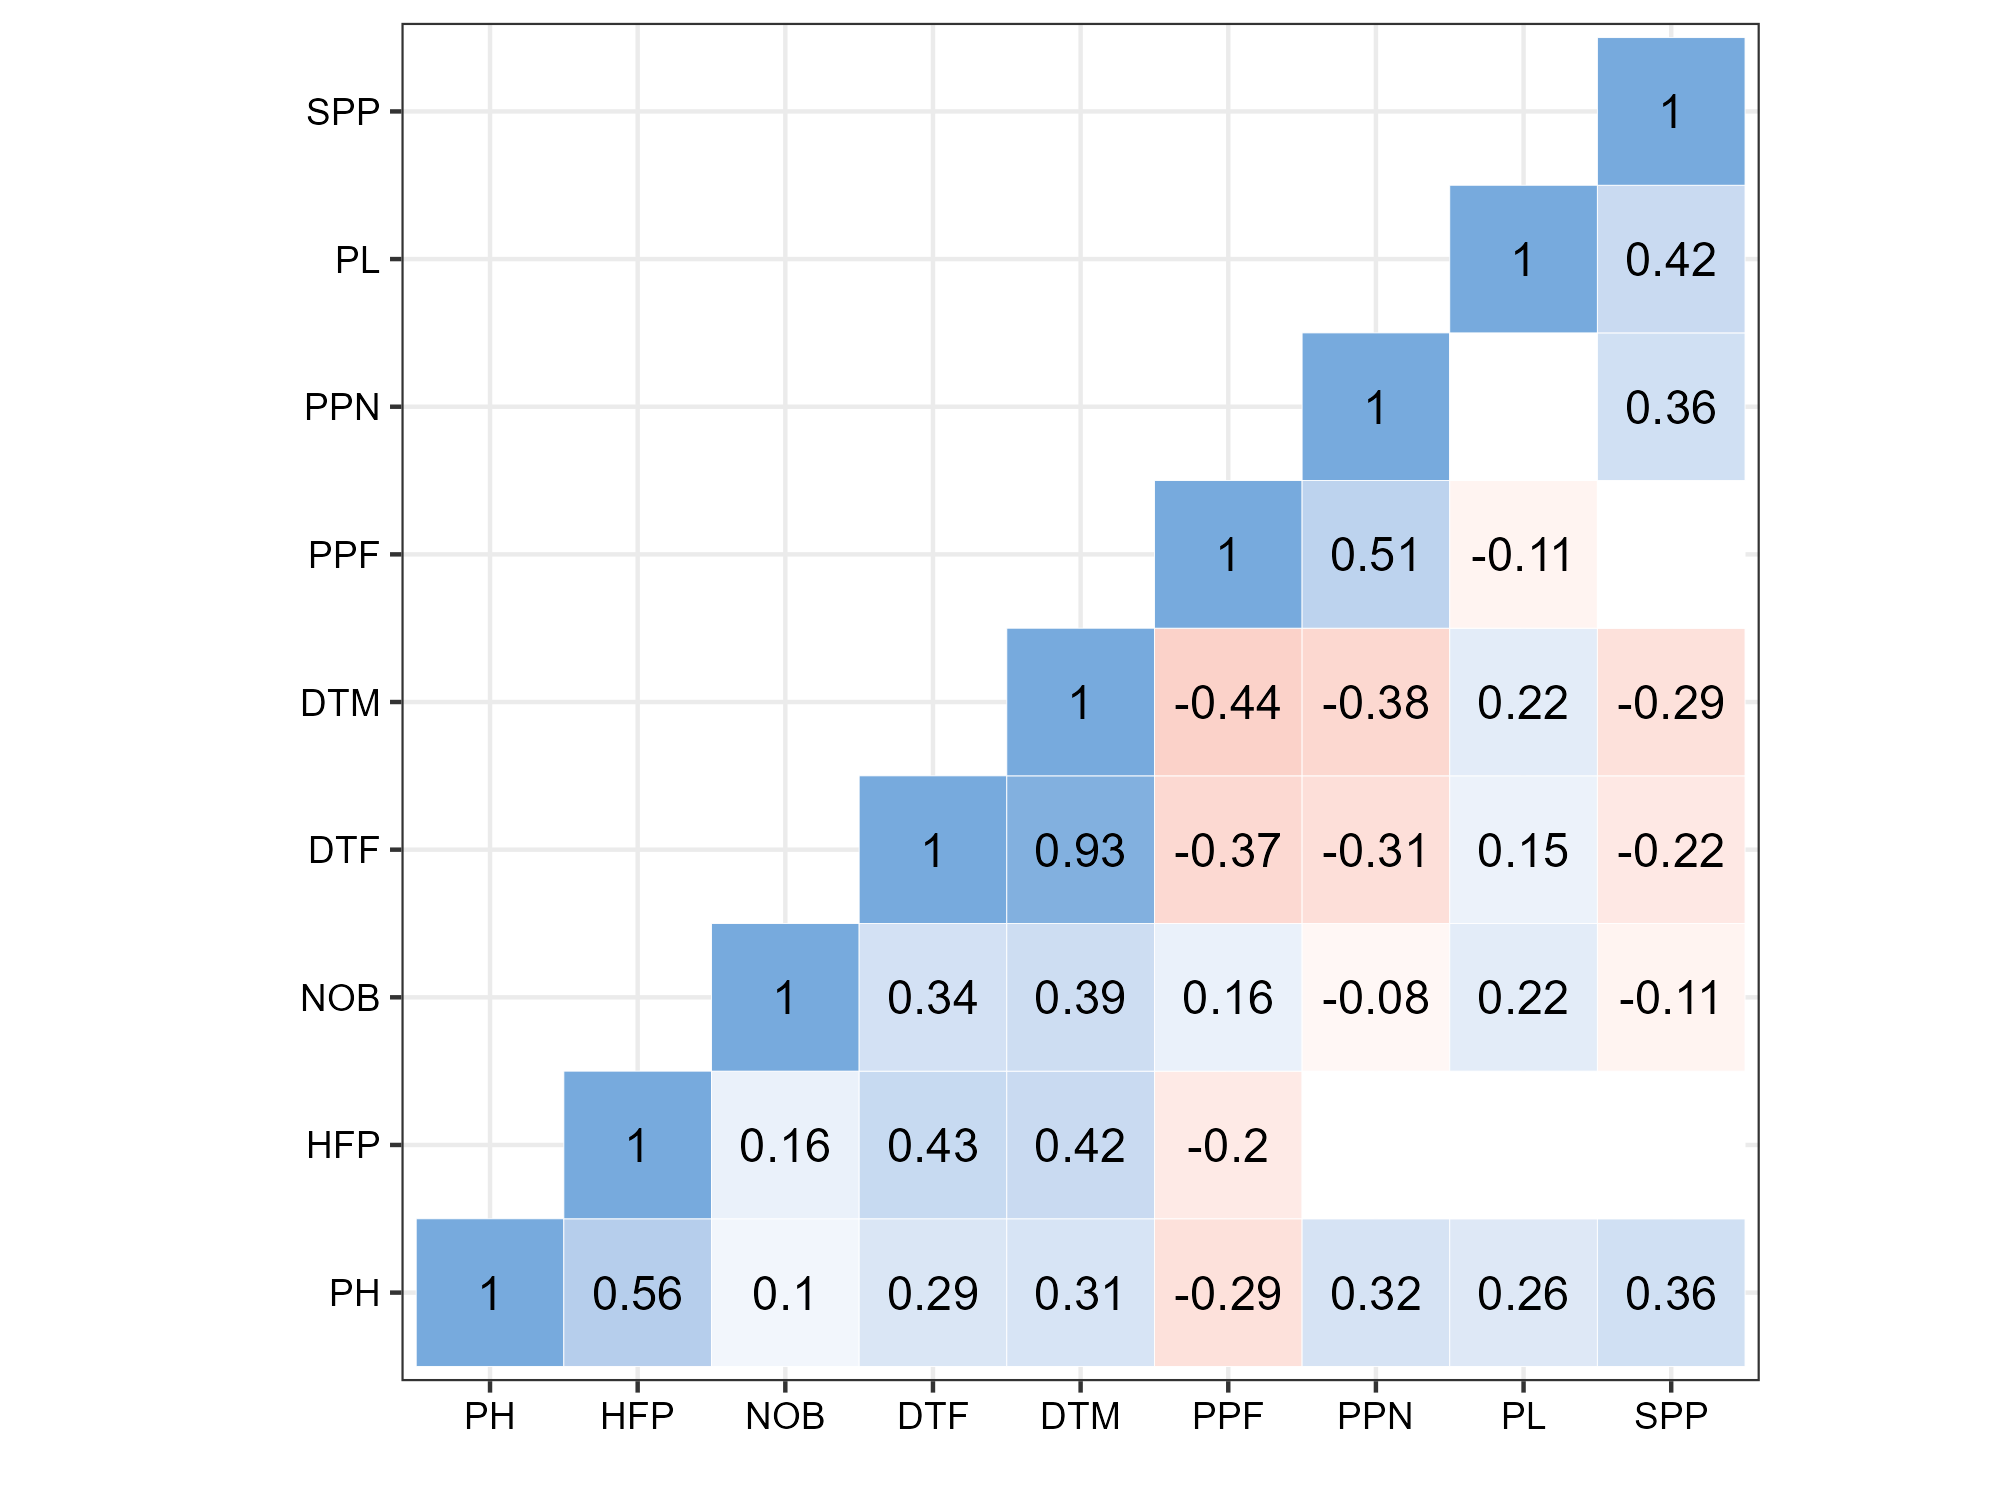 SPP 1
PL 1 0.42
PPN 1 0.36
PPF 1 0.51 -0.11
DTM 1 -0.44 -0.38 0.22 -0.29
DTF 1 0.93 -0.37 -0.31 0.15 -0.22
NOB 1 0.34 0.39 0.16 -0.08 0.22 -0.11
HFP 1 0.16 0.43 0.42 -0.2
PH 1 0.56 0.1 0.29 0.31 -0.29 0.32 0.26 0.36
PH HFP NOB DTF DTM PPF PPN PL SPP